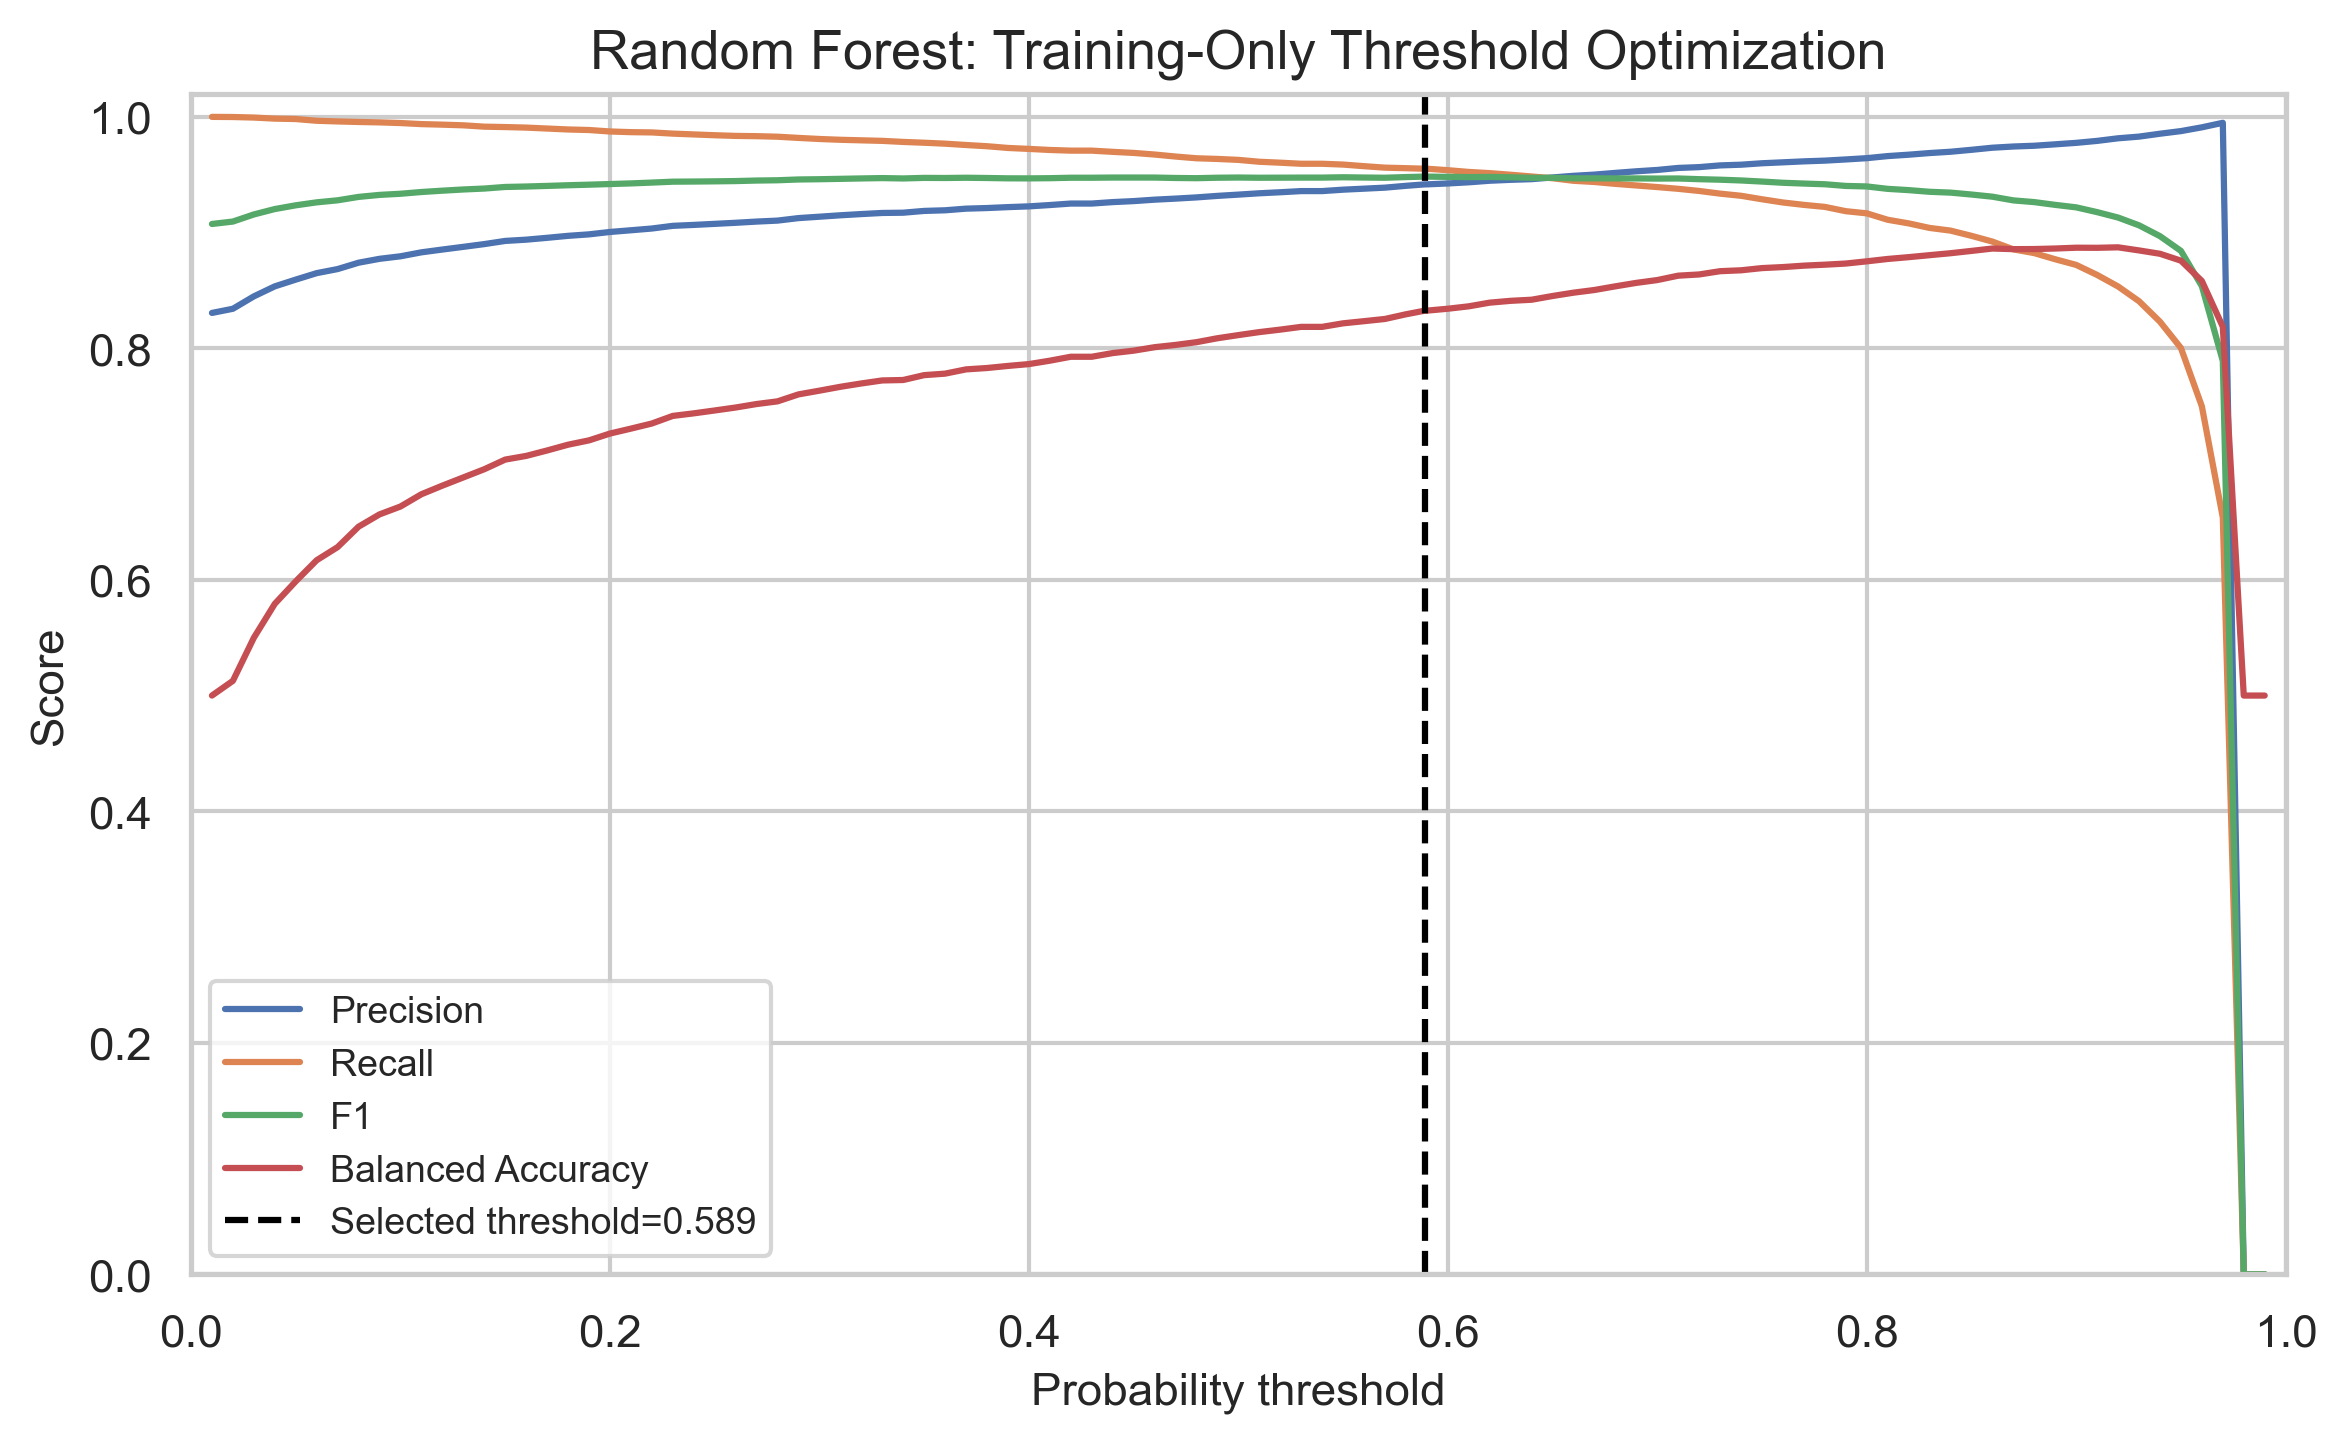 Random Forest: Training-Only Threshold Optimization
1.0
0.8
0.6
0.4
0.2
0.0
Score
Precision
Recall
F1
Balanced Accuracy
Selected threshold=0.589
0.0 0.2 0.4 0.6 0.8 1.0
Probability threshold